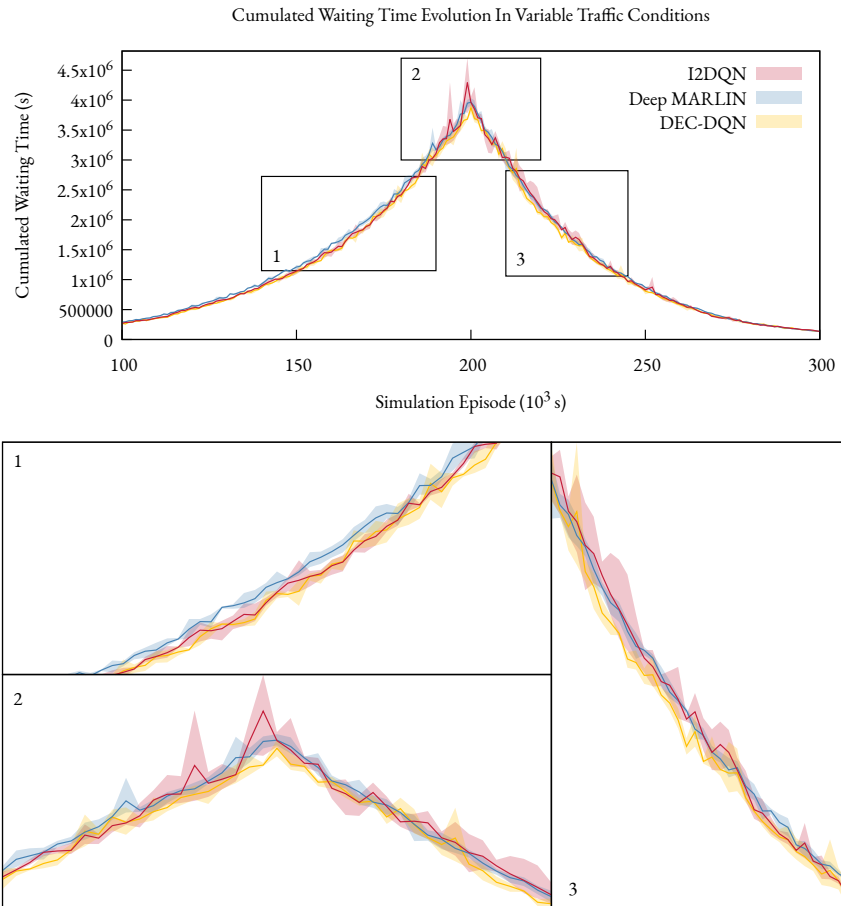 Cumulated Waiting Time Evolution In Variable Traffic Conditions
Cumulated Waiting Time (s)
4.5x10⁶
4x10⁶
3.5x10⁶
3x10⁶
2.5x10⁶
2x10⁶
1.5x10⁶
1x10⁶
500000
0
I2DQN
Deep MARLIN
DEC-DQN
2
1
3
100 150 200 250 300
Simulation Episode (10³ s)
1
2
3